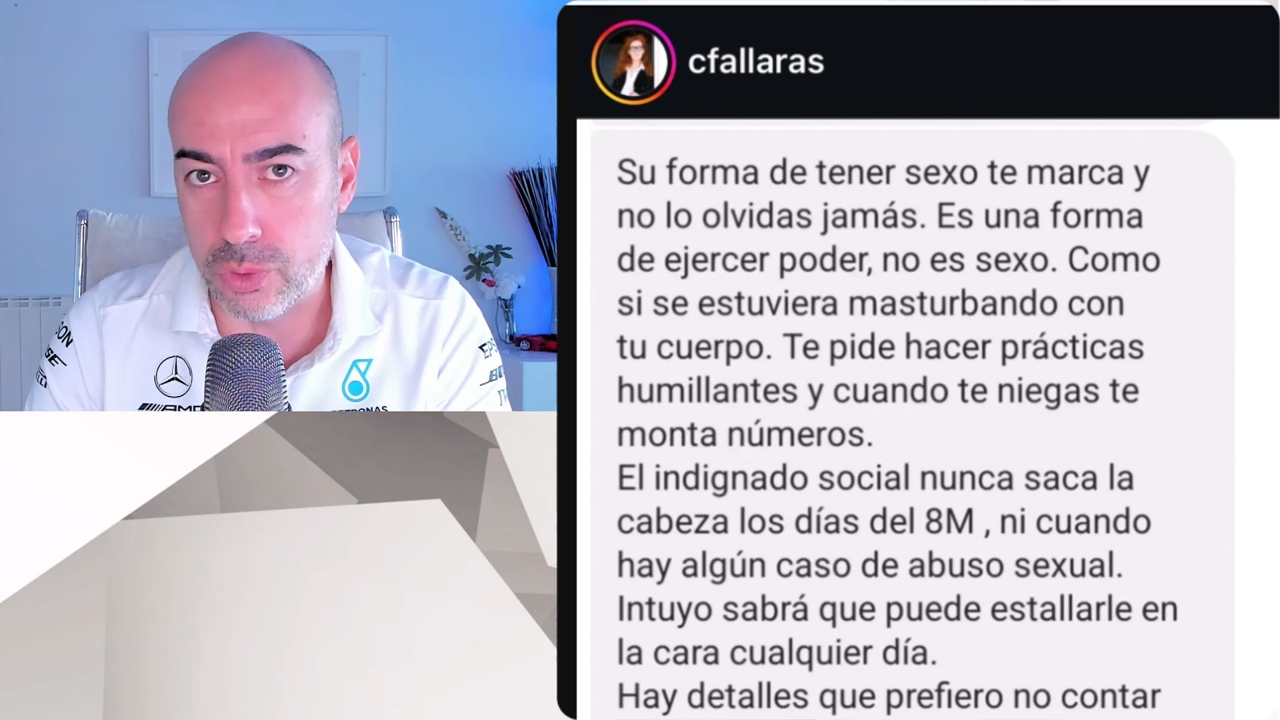 cfallaras
Su forma de tener sexo te marca y
no lo olvidas jamás. Es una forma
de ejercer poder, no es sexo. Como
si se estuviera masturbando con
tu cuerpo. Te pide hacer prácticas
humillantes y cuando te niegas te
monta números.
El indignado social nunca saca la
cabeza los días del 8M , ni cuando
hay algún caso de abuso sexual.
Intuyo sabrá que puede estallarle en
la cara cualquier día.
Hay detalles que prefiero no contar
AMG
PETRONAS